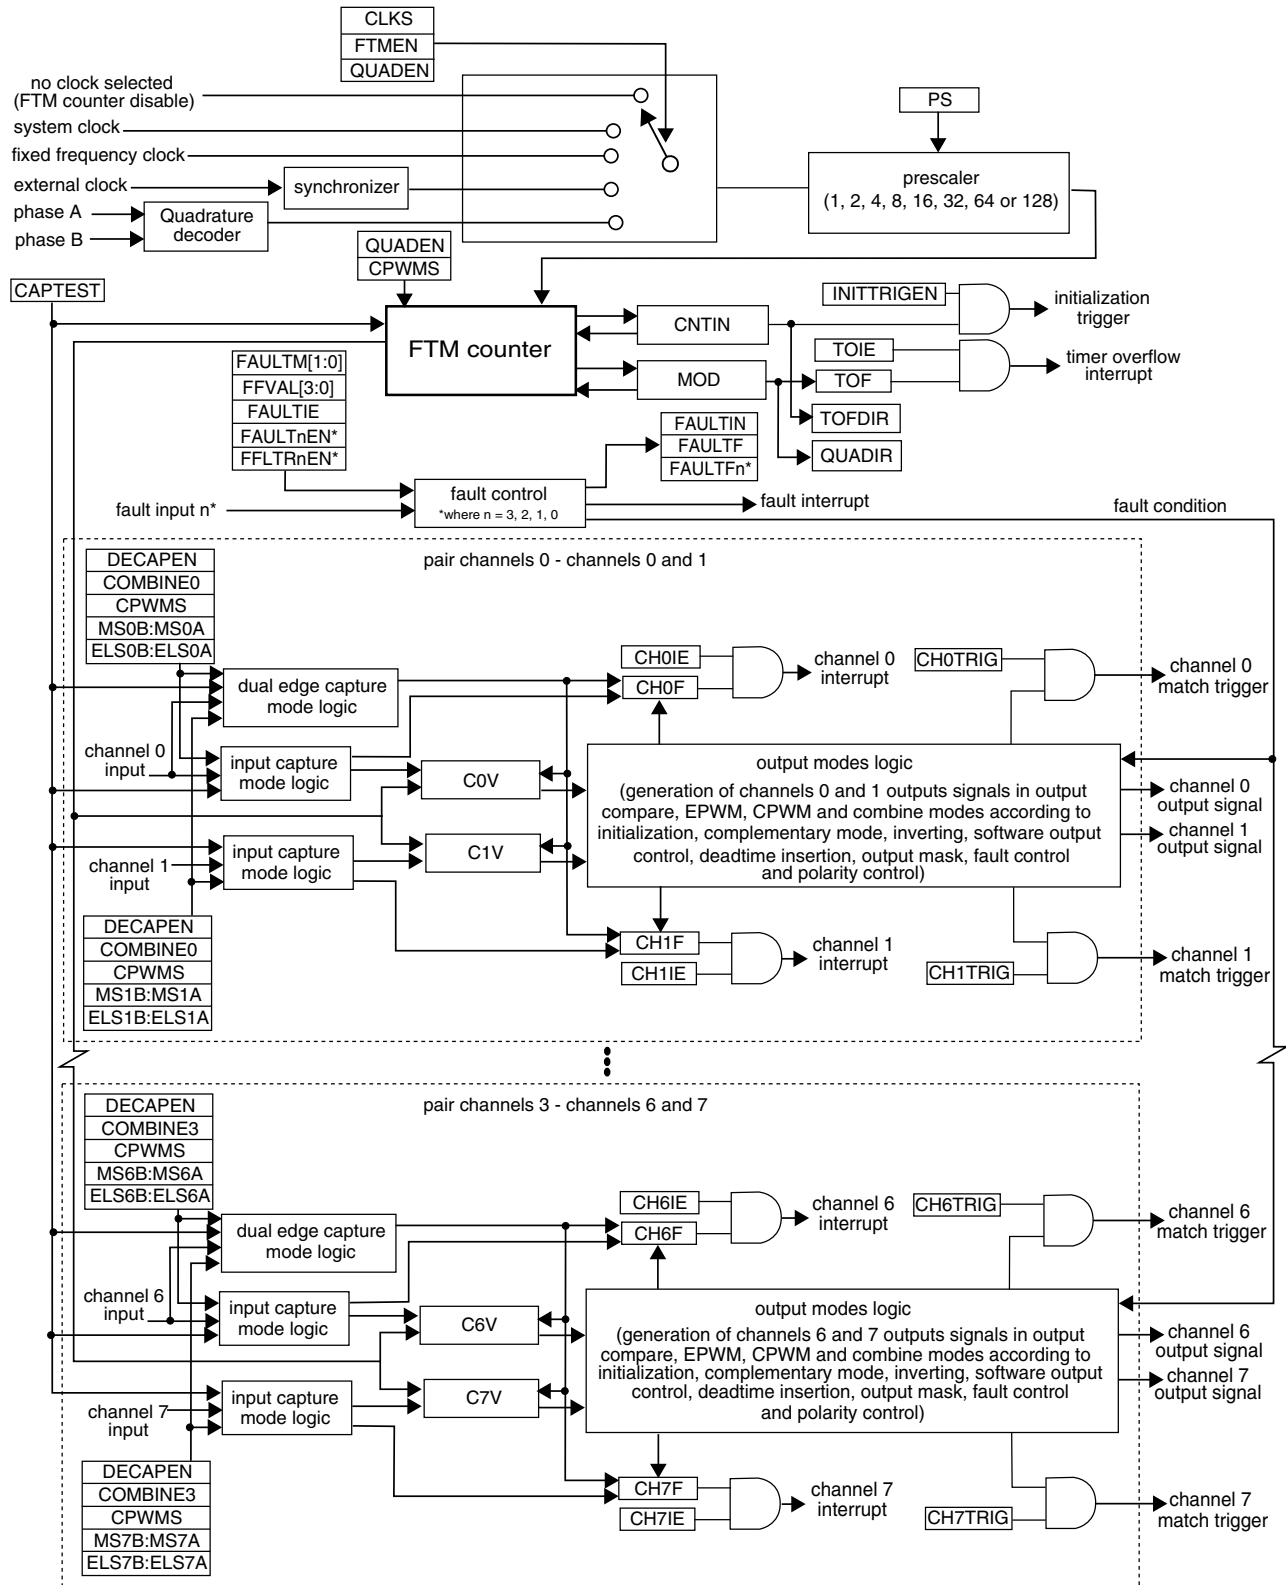 CLKS
FTMEN
QUADEN
no clock selected
(FTM counter disable)
system clock
fixed frequency clock
external clock
synchronizer
phase A
phase B
Quadrature
decoder
PS
prescaler
(1, 2, 4, 8, 16, 32, 64 or 128)
QUADEN
CPWMS
CAPTEST
FTM counter
CNTIN
MOD
INITTRIGEN
initialization
trigger
TOIE
TOF
timer overflow
interrupt
TOFDIR
QUADIR
FAULTM[1:0]
FFVAL[3:0]
FAULTIE
FAULTnEN*
FFLTRnEN*
FAULTIN
FAULTF
FAULTFn*
fault input n*
fault control
*where n = 3, 2, 1, 0
fault interrupt
fault condition
pair channels 0 - channels 0 and 1
DECAPEN
COMBINE0
CPWMS
MS0B:MS0A
ELS0B:ELS0A
dual edge capture
mode logic
channel 0
input
input capture
mode logic
C0V
CH0IE
CH0F
channel 0
interrupt
CH0TRIG
channel 0
match trigger
output modes logic
(generation of channels 0 and 1 outputs signals in output
compare, EPWM, CPWM and combine modes according to
initialization, complementary mode, inverting, software output
control, deadtime insertion, output mask, fault control
and polarity control)
channel 0
output signal
channel 1
output signal
channel 1
input
input capture
mode logic
C1V
DECAPEN
COMBINE0
CPWMS
MS1B:MS1A
ELS1B:ELS1A
CH1F
CH1IE
channel 1
interrupt
CH1TRIG
channel 1
match trigger
pair channels 3 - channels 6 and 7
DECAPEN
COMBINE3
CPWMS
MS6B:MS6A
ELS6B:ELS6A
dual edge capture
mode logic
channel 6
input
input capture
mode logic
C6V
CH6IE
CH6F
channel 6
interrupt
CH6TRIG
channel 6
match trigger
output modes logic
(generation of channels 6 and 7 outputs signals in output
compare, EPWM, CPWM and combine modes according to
initialization, complementary mode, inverting, software output
control, deadtime insertion, output mask, fault control
and polarity control)
channel 6
output signal
channel 7
output signal
channel 7
input
input capture
mode logic
C7V
DECAPEN
COMBINE3
CPWMS
MS7B:MS7A
ELS7B:ELS7A
CH7F
CH7IE
channel 7
interrupt
CH7TRIG
channel 7
match trigger